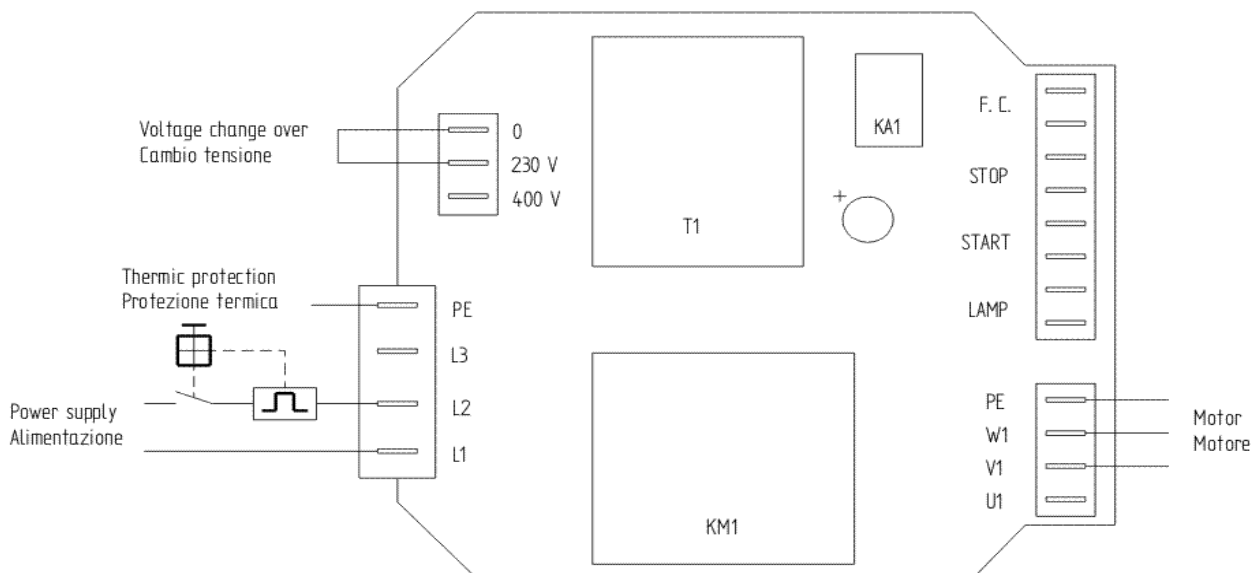 Voltage change over
Cambio tensione
0
230 V
400 V
T1
KA1
+
F. C.
STOP
START
LAMP
Thermic protection
Protezione termica
PE
L3
L2
L1
Power supply
Alimentazione
KM1
PE
W1
V1
U1
Motor
Motore